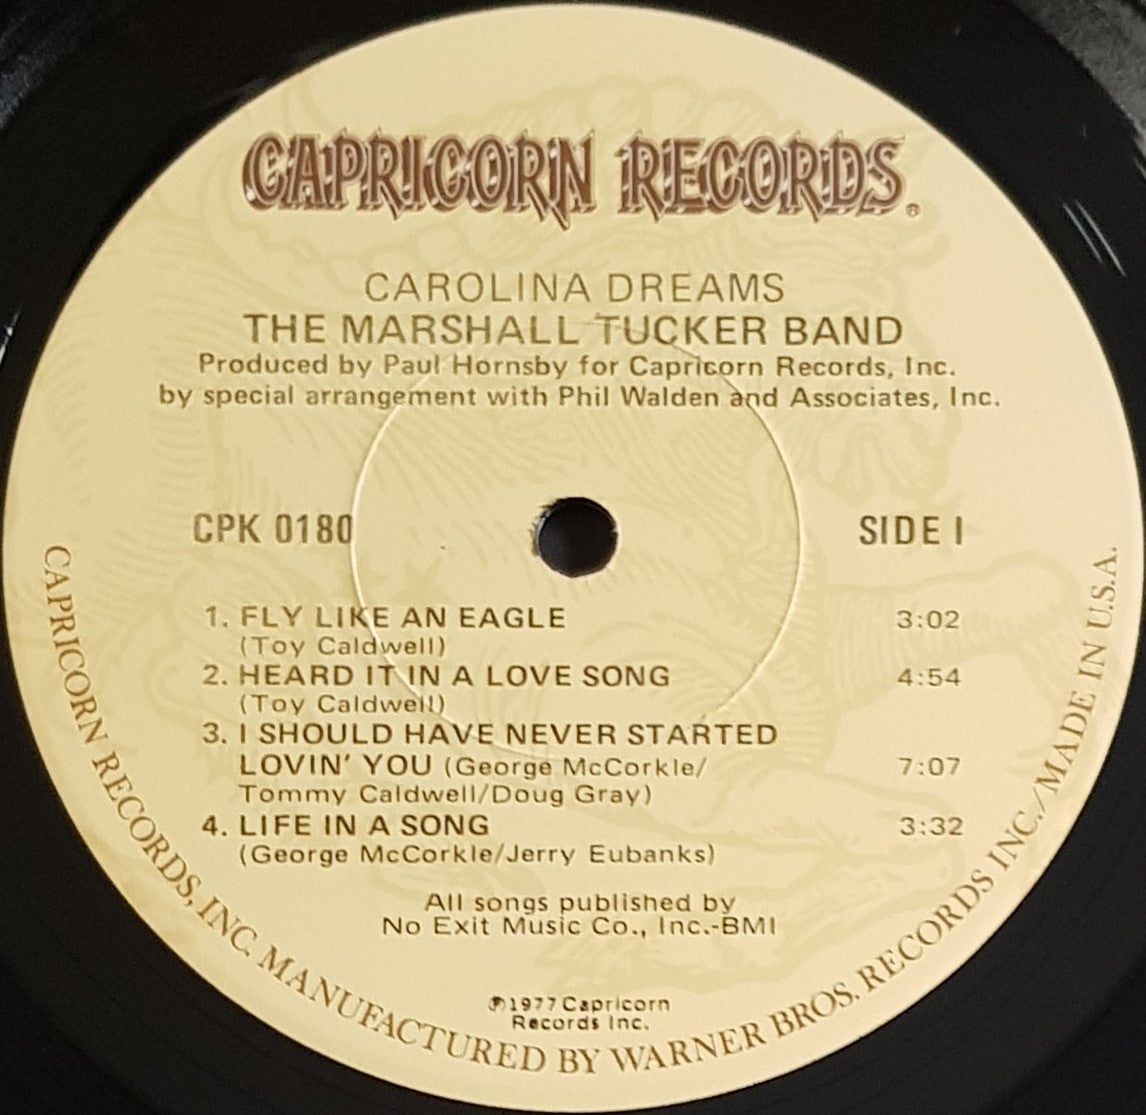 CAPRICORN RECORDS®
CAROLINA DREAMS
THE MARSHALL TUCKER BAND
Produced by Paul Hornsby for Capricorn Records, Inc.
by special arrangement with Phil Walden and Associates, Inc.
CPK 0180 SIDE I
1. FLY LIKE AN EAGLE 3:02
(Toy Caldwell)
2. HEARD IT IN A LOVE SONG 4:54
(Toy Caldwell)
3. I SHOULD HAVE NEVER STARTED
LOVIN' YOU (George McCorkle/ 7:07
Tommy Caldwell/Doug Gray)
4. LIFE IN A SONG 3:32
(George McCorkle/Jerry Eubanks)
All songs published by
No Exit Music Co., Inc.-BMI
℗1977 Capricorn
Records Inc.
CAPRICORN RECORDS, INC. MANUFACTURED BY WARNER BROS. RECORDS INC./MADE IN U.S.A.